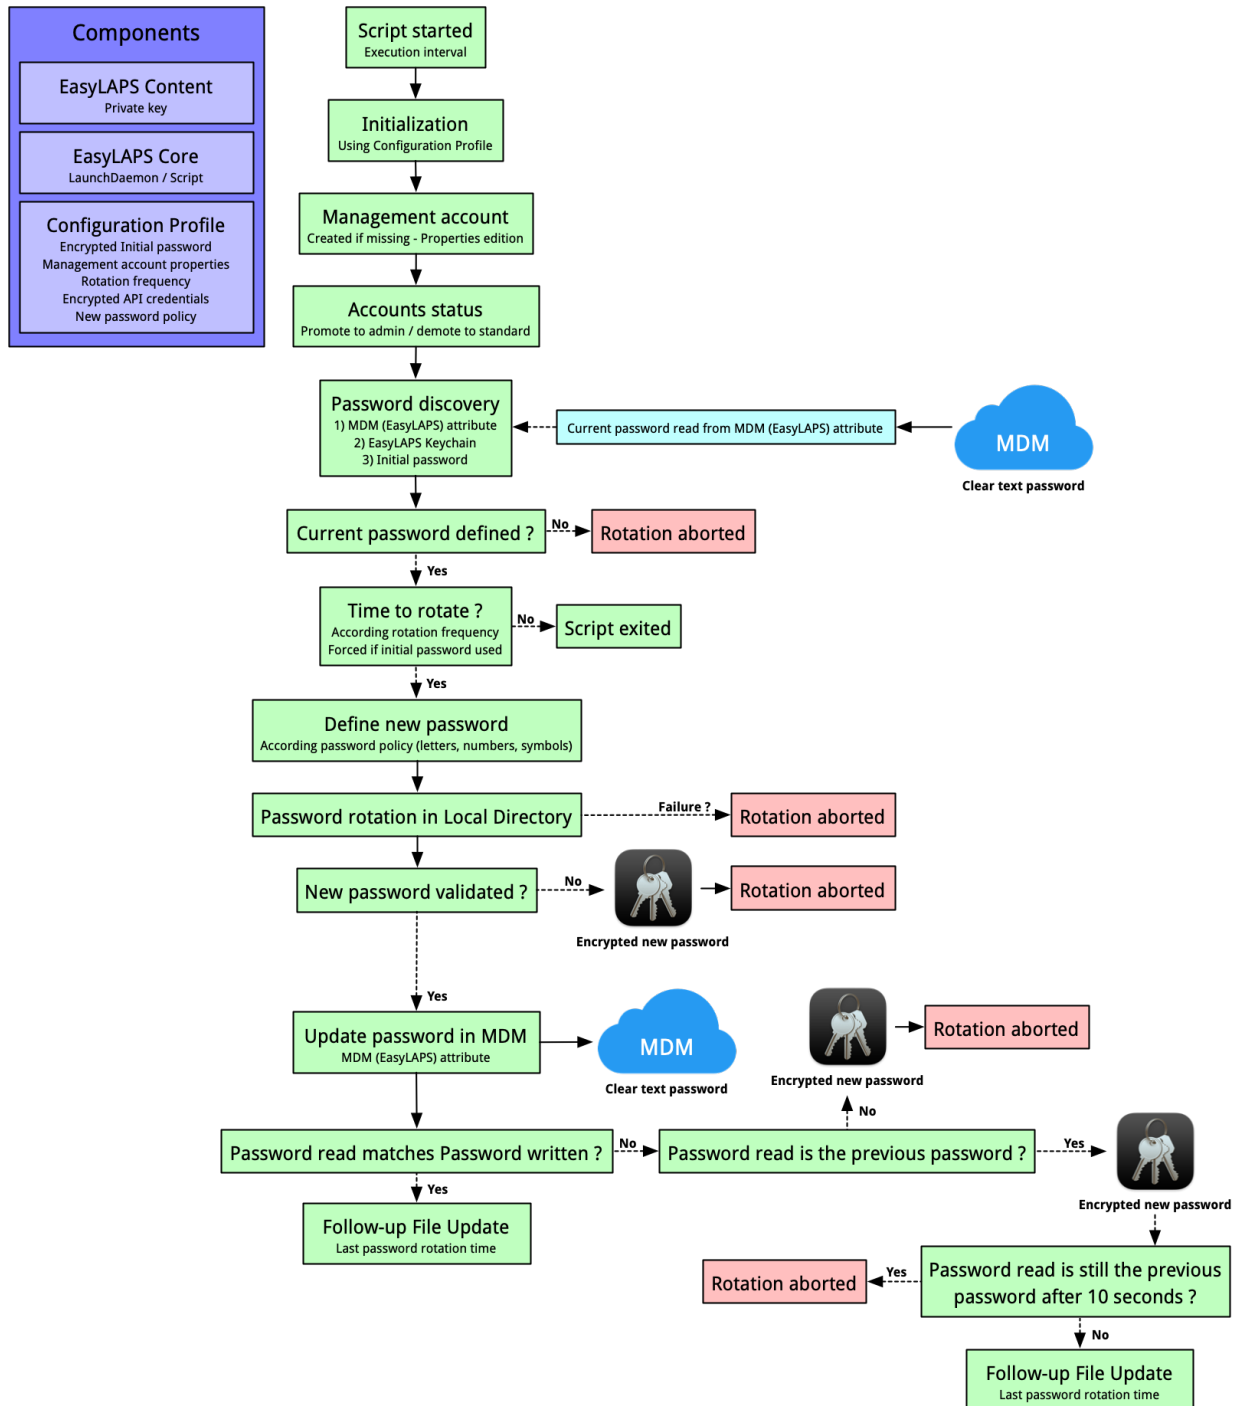 Components
EasyLAPS Content
Private key
EasyLAPS Core
LaunchDaemon / Script
Configuration Profile
Encrypted Initial password
Management account properties
Rotation frequency
Encrypted API credentials
New password policy
Script started
Execution interval
Initialization
Using Configuration Profile
Management account
Created if missing - Properties edition
Accounts status
Promote to admin / demote to standard
Password discovery
1) MDM (EasyLAPS) attribute
2) EasyLAPS Keychain
3) Initial password
Current password read from MDM (EasyLAPS) attribute
MDM
Clear text password
Current password defined ?
No
Rotation aborted
Yes
Time to rotate ?
According rotation frequency
Forced if initial password used
No
Script exited
Yes
Define new password
According password policy (letters, numbers, symbols)
Password rotation in Local Directory
Failure ?
Rotation aborted
New password validated ?
No
Encrypted new password
Rotation aborted
Yes
Update password in MDM
MDM (EasyLAPS) attribute
MDM
Clear text password
Encrypted new password
Rotation aborted
No
Password read matches Password written ?
No
Password read is the previous password ?
Yes
Encrypted new password
Yes
Follow-up File Update
Last password rotation time
Password read is still the previous
password after 10 seconds ?
Yes
Rotation aborted
No
Follow-up File Update
Last password rotation time